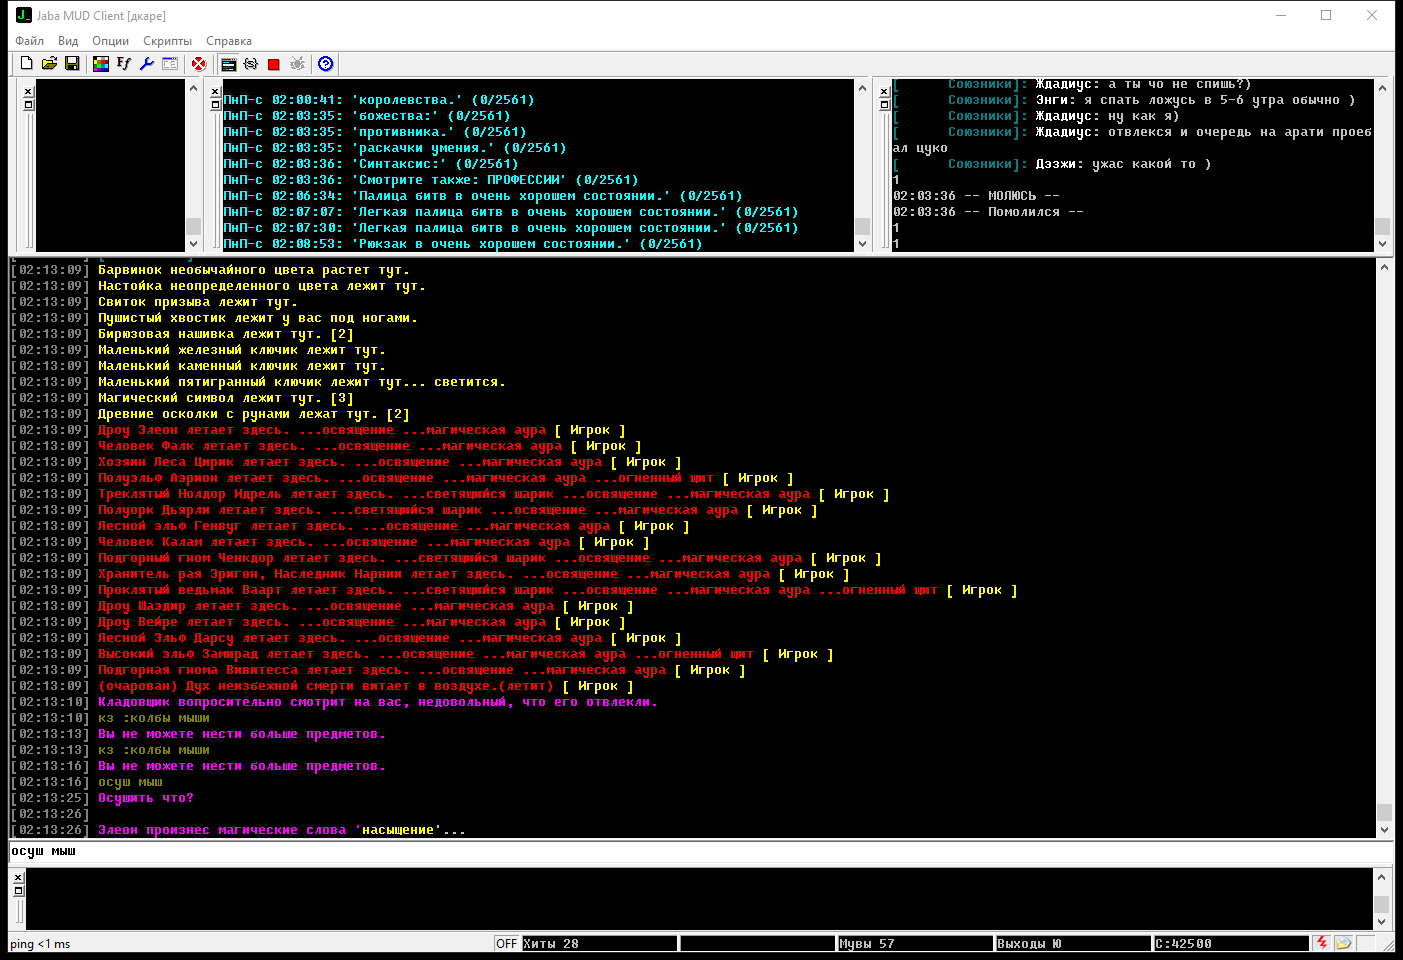 Jaba MUD Client [дкаре]
Файл Вид Опции Скрипты Справка
ПнП-с 02:00:41: 'королевства.' (0/2561)
ПнП-с 02:03:35: 'божества:' (0/2561)
ПнП-с 02:03:35: 'противника.' (0/2561)
ПнП-с 02:03:35: 'раскачки умения.' (0/2561)
ПнП-с 02:03:36: 'Синтаксис:' (0/2561)
ПнП-с 02:03:36: 'Смотрите также: ПРОФЕССИИ' (0/2561)
ПнП-с 02:06:34: 'Палица битв в очень хорошем состоянии.' (0/2561)
ПнП-с 02:07:07: 'Легкая палица битв в очень хорошем состоянии.' (0/2561)
ПнП-с 02:07:30: 'Легкая палица битв в очень хорошем состоянии.' (0/2561)
ПнП-с 02:08:53: 'Рюкзак в очень хорошем состоянии.' (0/2561)
[ Союзники]: Ждадиус: а ты чо не спишь?)
[ Союзники]: Энги: я спать ложусь в 5-6 утра обычно )
[ Союзники]: Ждадиус: ну как я)
[ Союзники]: Ждадиус: отвлекся и очередь на арати проеб
ал цуко
[ Союзники]: Дэзжи: ужас какой то )
1
02:03:36 -- МОЛЮСЬ --
02:03:36 -- Помолился --
1
1
[02:13:09] Барвинок необычайного цвета растет тут.
[02:13:09] Настойка неопределенного цвета лежит тут.
[02:13:09] Свиток призыва лежит тут.
[02:13:09] Пушистый хвостик лежит у вас под ногами.
[02:13:09] Бирюзовая нашивка лежит тут. [2]
[02:13:09] Маленький железный ключик лежит тут.
[02:13:09] Маленький каменный ключик лежит тут.
[02:13:09] Маленький пятигранный ключик лежит тут... светится.
[02:13:09] Магический символ лежит тут. [3]
[02:13:09] Древние осколки с рунами лежат тут. [2]
[02:13:09] Дроу Элеон летает здесь. ...освящение ...магическая аура [ Игрок ]
[02:13:09] Человек Фалк летает здесь. ...освящение ...магическая аура [ Игрок ]
[02:13:09] Хозяин Леса Цирик летает здесь. ...освящение ...магическая аура [ Игрок ]
[02:13:09] Полуэльф Аэрион летает здесь. ...освящение ...магическая аура ...огненный щит [ Игрок ]
[02:13:09] Треклятый Нолдор Идрель летает здесь. ...светящийся шарик ...освящение ...магическая аура [ Игрок ]
[02:13:09] Полуорк Дьярли летает здесь. ...светящийся шарик ...освящение ...магическая аура [ Игрок ]
[02:13:09] Лесной эльф Генвуг летает здесь. ...освящение ...магическая аура [ Игрок ]
[02:13:09] Человек Калам летает здесь. ...освящение ...магическая аура [ Игрок ]
[02:13:09] Подгорный гном Ченкдор летает здесь. ...светящийся шарик ...освящение ...магическая аура [ Игрок ]
[02:13:09] Хранитель рая Эригон, Наследник Нарнии летает здесь. ...освящение ...магическая аура [ Игрок ]
[02:13:09] Проклятый ведьмак Ваарт летает здесь. ...светящийся шарик ...освящение ...магическая аура ...огненный щит [ Игрок ]
[02:13:09] Дроу Шаздир летает здесь. ...освящение ...магическая аура [ Игрок ]
[02:13:09] Дроу Вейре летает здесь. ...освящение ...магическая аура [ Игрок ]
[02:13:09] Лесной Эльф Дарсу летает здесь. ...освящение ...магическая аура [ Игрок ]
[02:13:09] Высокий эльф Замирад летает здесь. ...освящение ...магическая аура ...огненный щит [ Игрок ]
[02:13:09] Подгорная гнома Вивитесса летает здесь. ...освящение ...магическая аура [ Игрок ]
[02:13:09] (очарован) Дух неизбежной смерти витает в воздухе.(летит) [ Игрок ]
[02:13:10] Кладовщик вопросительно смотрит на вас, недовольный, что его отвлекли.
[02:13:10] кз :колбы мыши
[02:13:13] Вы не можете нести больше предметов.
[02:13:13] кз :колбы мыши
[02:13:16] Вы не можете нести больше предметов.
[02:13:16] осуш мыш
[02:13:25] Осушить что?
[02:13:26]
[02:13:26] Элеон произнес магические слова 'насыщение'...
осуш мыш
ping <1 ms OFF Хиты 28 Мувы 57 Выходы Ю С:42500